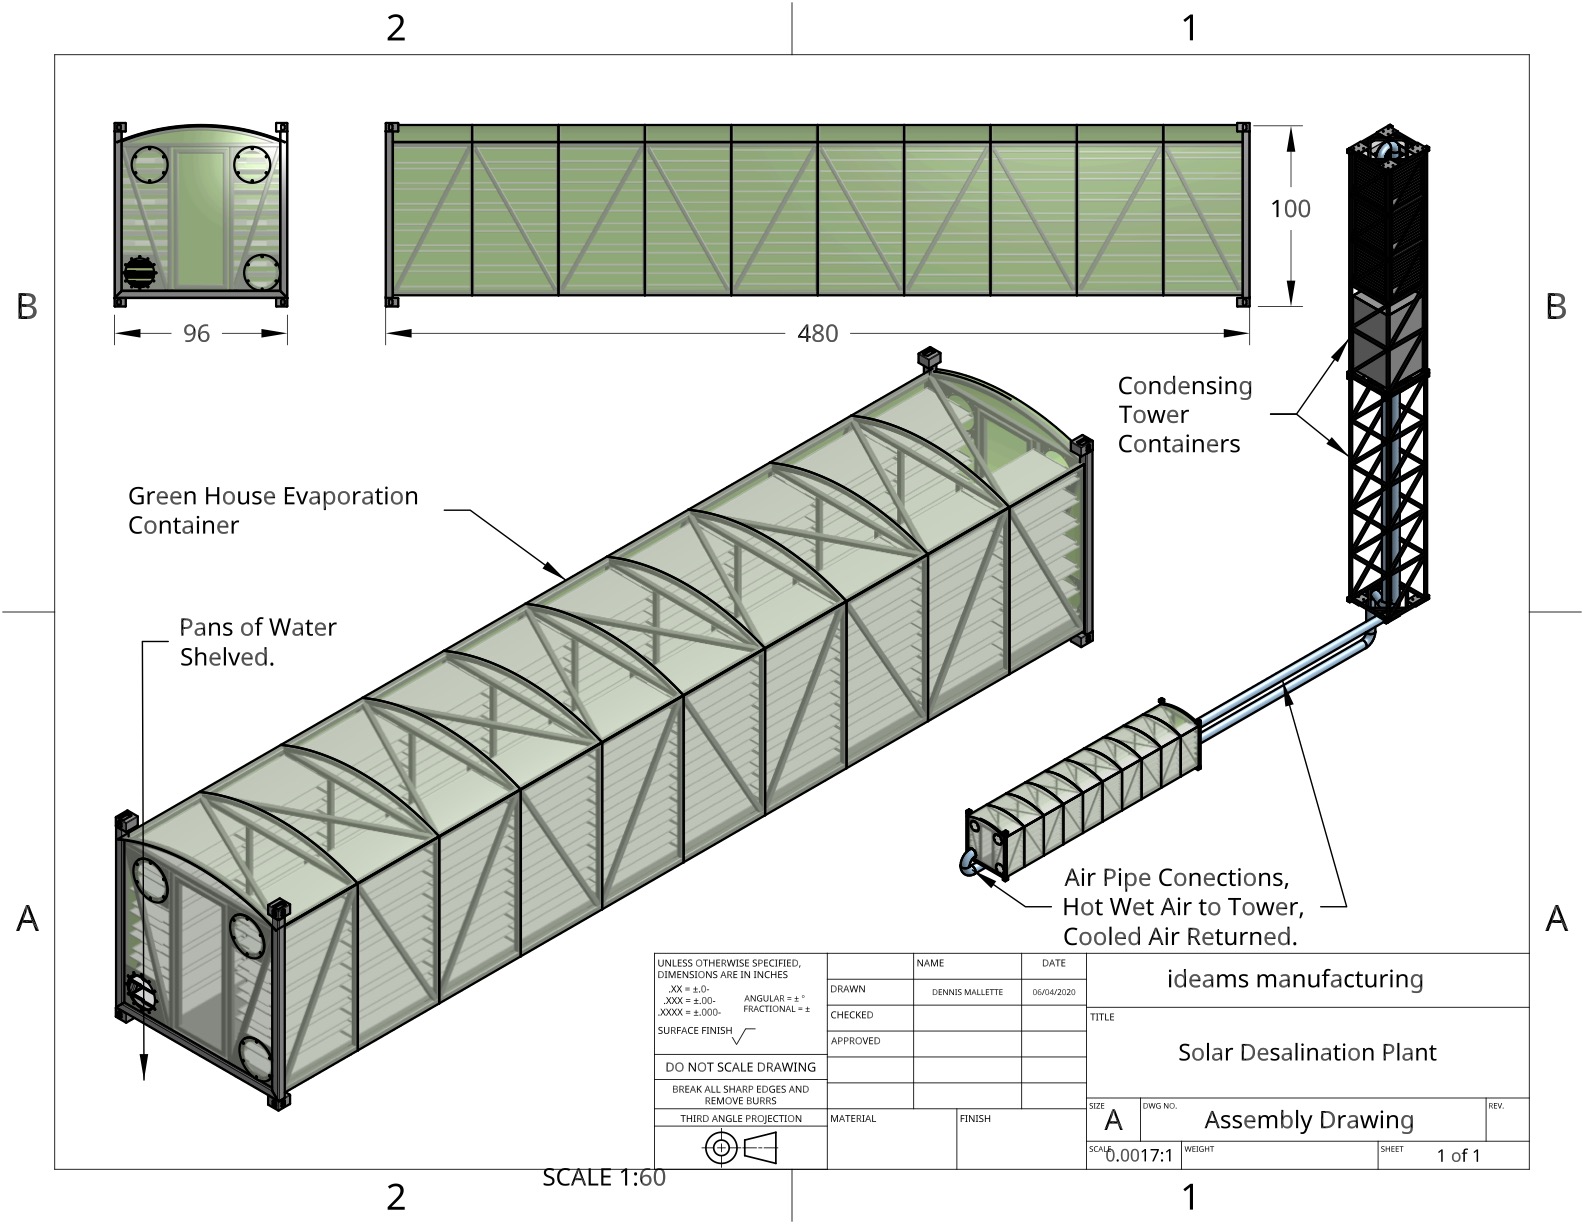 2
1
B
B
100
96
480
Condensing
Tower
Containers
Green House Evaporation
Container
Pans of Water
Shelved.
A
A
Air Pipe Conections,
Hot Wet Air to Tower,
Cooled Air Returned.
UNLESS OTHERWISE SPECIFIED,
DIMENSIONS ARE IN INCHES
.XX = ±.0-
.XXX = ±.00-
.XXXX = ±.000-
ANGULAR = ± °
FRACTIONAL = ±
SURFACE FINISH
DO NOT SCALE DRAWING
BREAK ALL SHARP EDGES AND
REMOVE BURRS
THIRD ANGLE PROJECTION
NAME
DATE
DRAWN
DENNIS MALLETTE
06/04/2020
CHECKED
APPROVED
MATERIAL
FINISH
ideams manufacturing
TITLE
Solar Desalination Plant
SIZE
A
DWG NO.
Assembly Drawing
REV.
SCALE
0.0017:1
WEIGHT
SHEET
1 of 1
SCALE 1:60
2
1